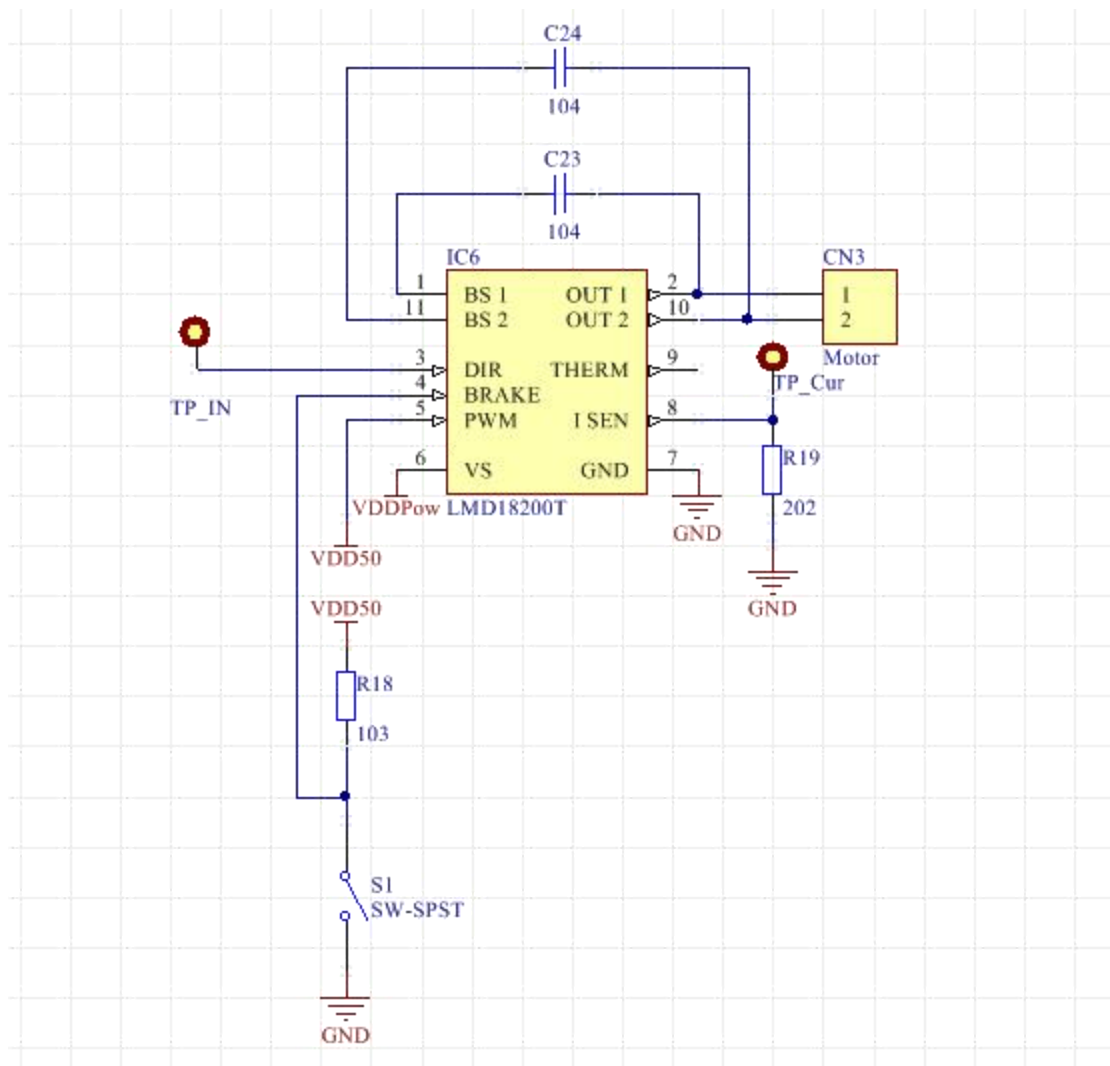 C24
104
C23
104
IC6
CN3
1
BS 1
OUT 1
2
1
11
BS 2
OUT 2
10
2
Motor
3
DIR
THERM
9
TP_Cur
TP_IN
4
BRAKE
5
PWM
I SEN
8
R19
6
VS
GND
7
202
VDDPow
LMD18200T
GND
VDD50
GND
VDD50
R18
103
S1
SW-SPST
GND